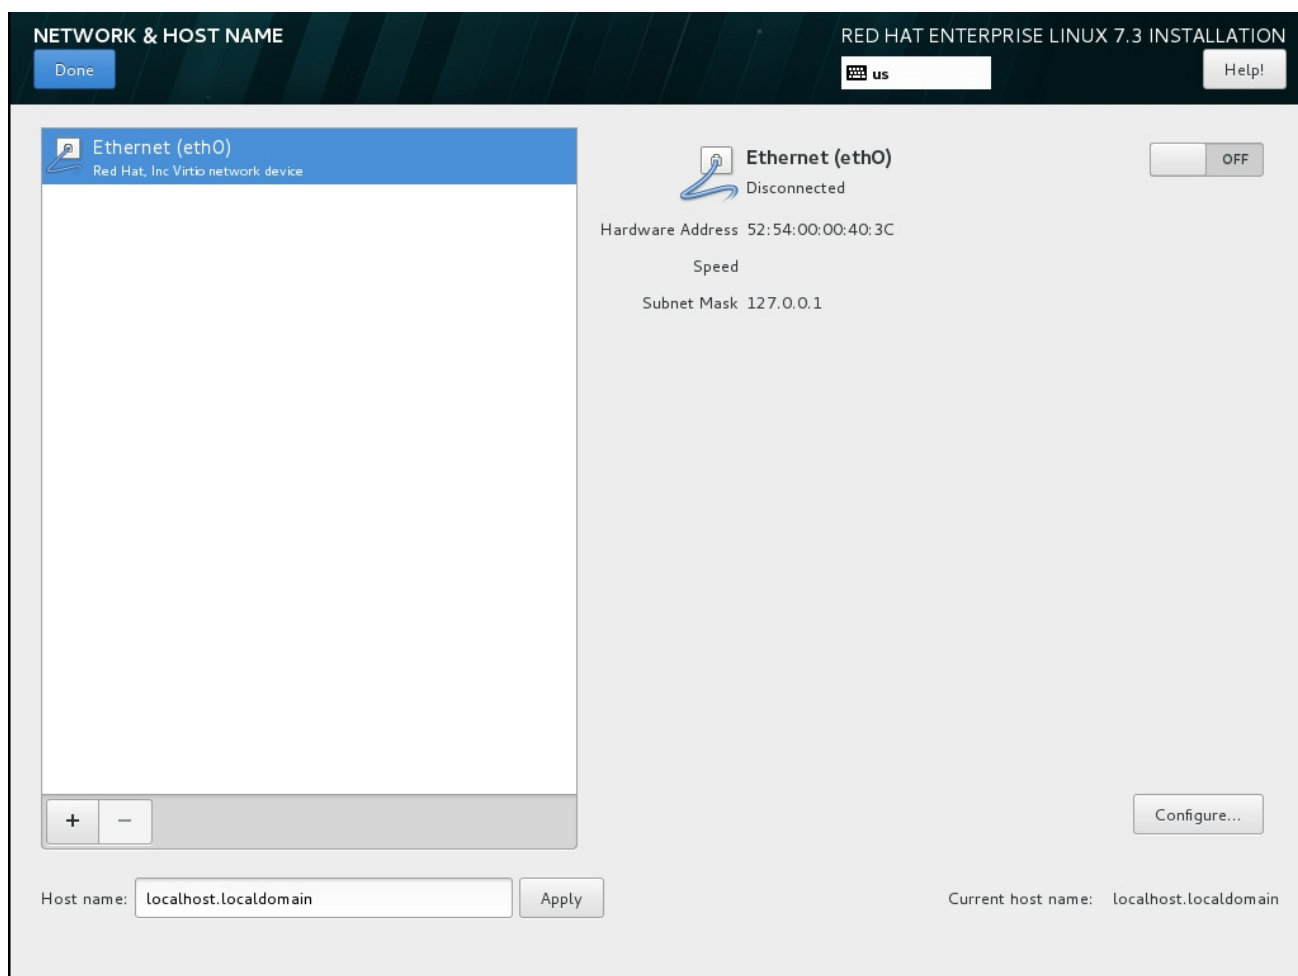 NETWORK & HOST NAME
RED HAT ENTERPRISE LINUX 7.3 INSTALLATION
Done
us
Help!
Ethernet (eth0)
Red Hat, Inc Virtio network device
Ethernet (eth0)
Disconnected
OFF
Hardware Address 52:54:00:00:40:3C
Speed
Subnet Mask 127.0.0.1
+ −
Configure...
Host name: localhost.localdomain Apply
Current host name: localhost.localdomain